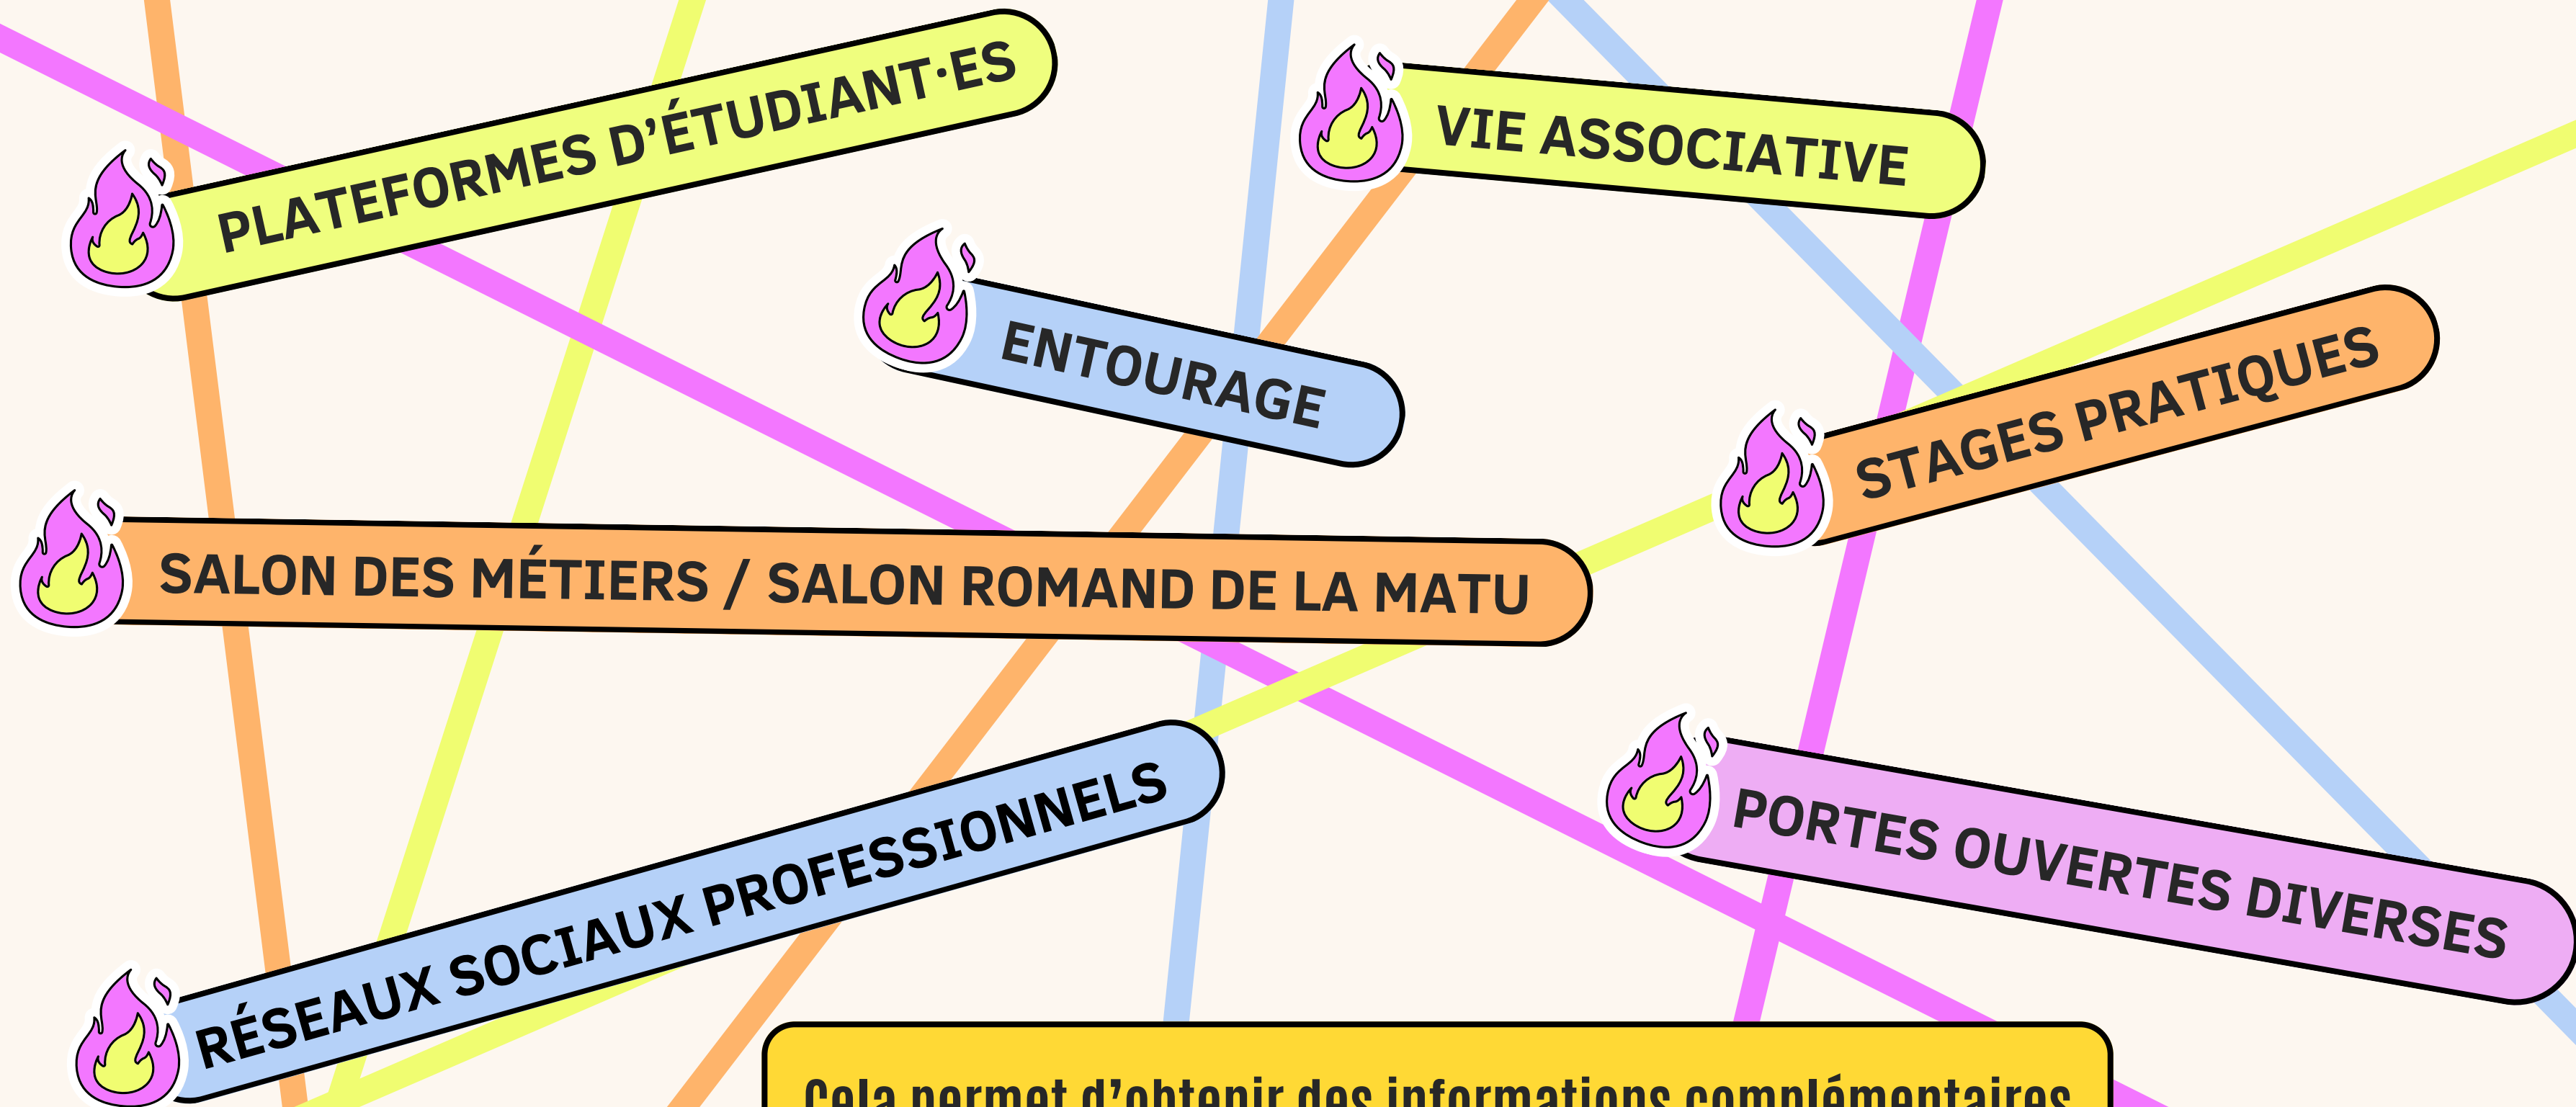 PLATEFORMES D’ÉTUDIANT·ES
VIE ASSOCIATIVE
ENTOURAGE
STAGES PRATIQUES
SALON DES MÉTIERS / SALON ROMAND DE LA MATU
RÉSEAUX SOCIAUX PROFESSIONNELS
PORTES OUVERTES DIVERSES
Cela permet d’obtenir des informations complémentaires